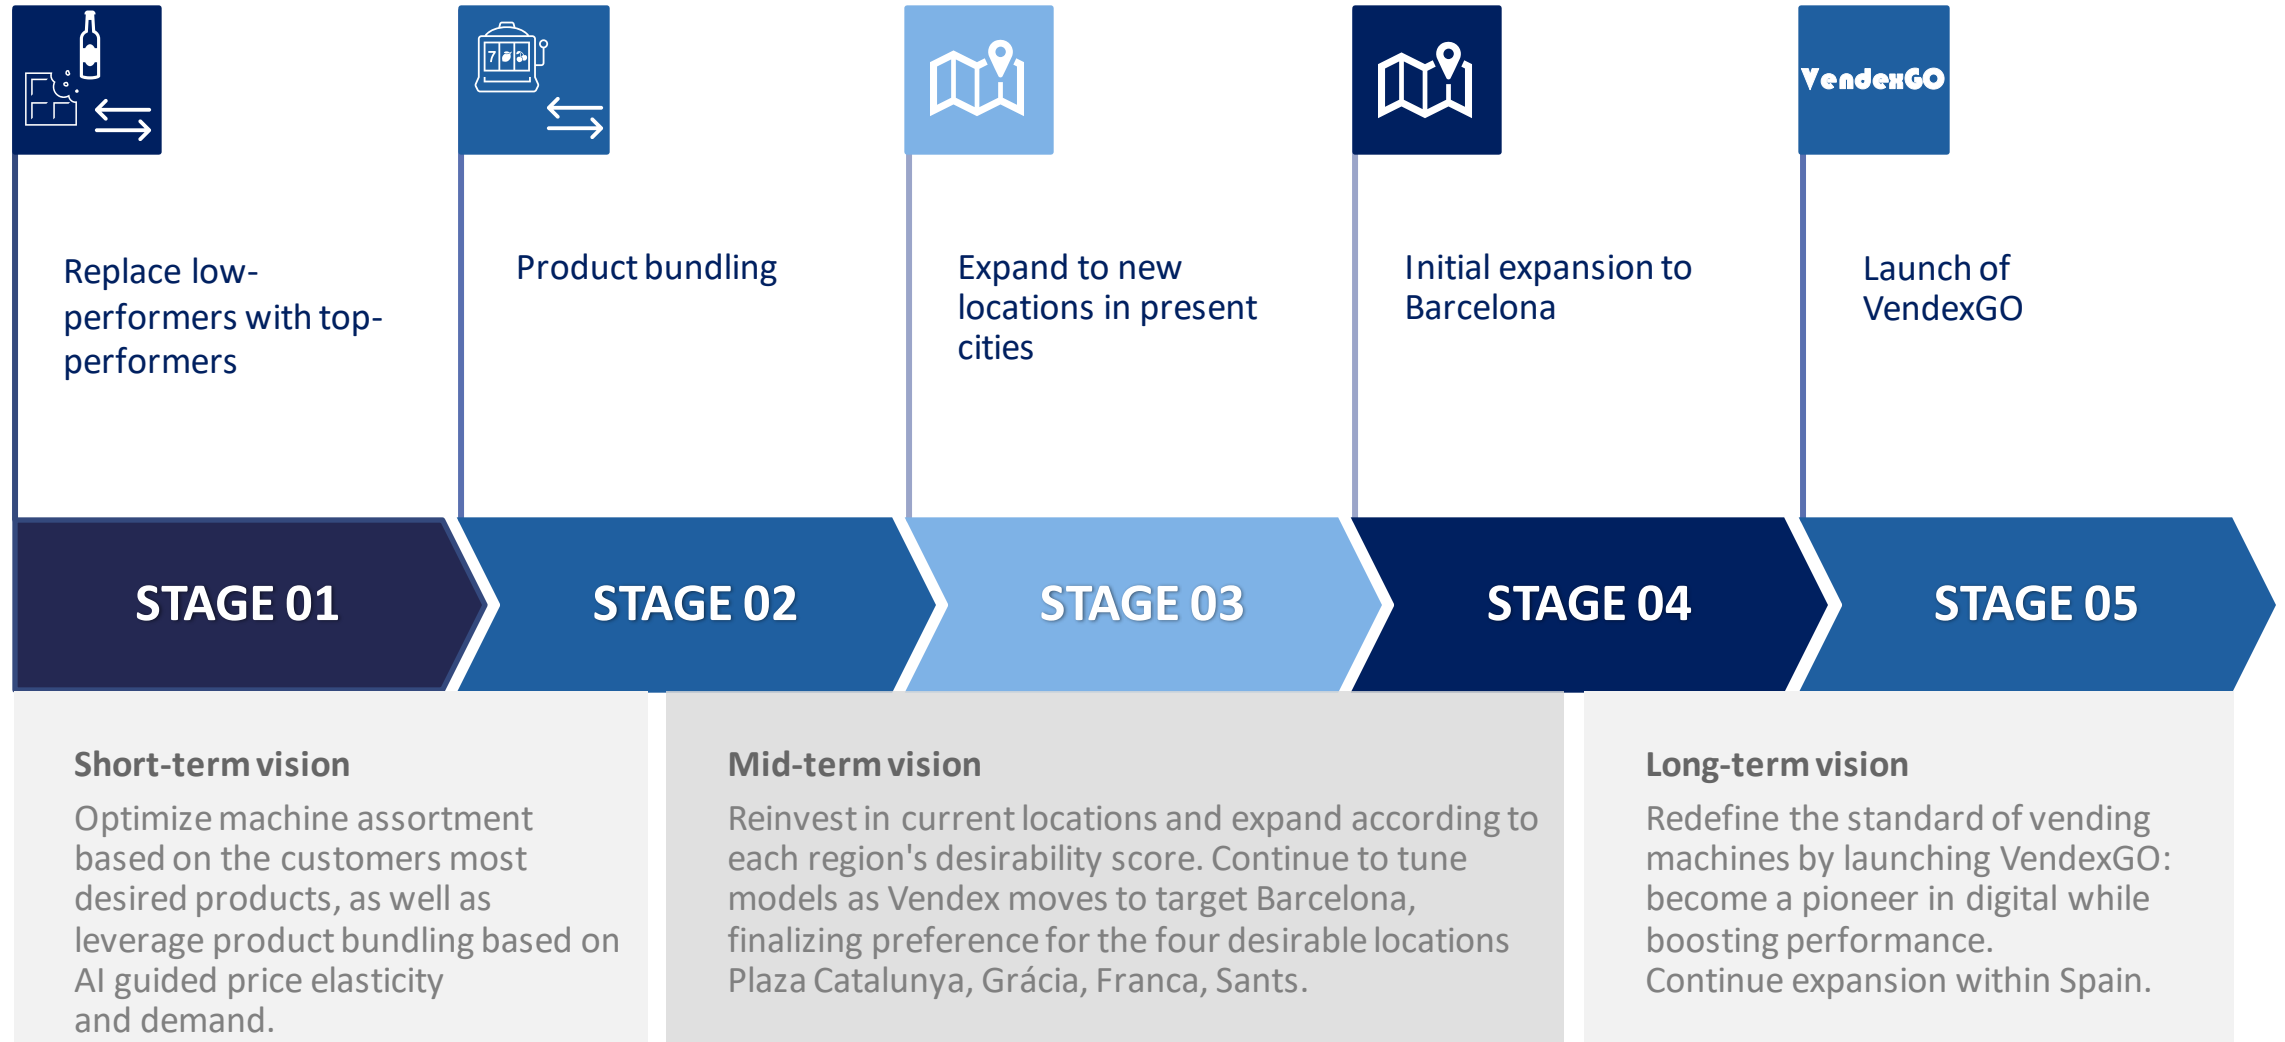 VendexGO
7
Replace low-
performers with top-
performers
Product bundling
Expand to new
locations in present
cities
Initial expansion to
Barcelona
Launch of
VendexGO
STAGE 01
STAGE 02
STAGE 03
STAGE 04
STAGE 05
Short-term vision
Optimize machine assortment
based on the customers most
desired products, as well as
leverage product bundling based on
AI guided price elasticity
and demand.
Mid-term vision
Reinvest in current locations and expand according to
each region's desirability score. Continue to tune
models as Vendex moves to target Barcelona,
finalizing preference for the four desirable locations
Plaza Catalunya, Grácia, Franca, Sants.
Long-term vision
Redefine the standard of vending
machines by launching VendexGO:
become a pioneer in digital while
boosting performance.
Continue expansion within Spain.